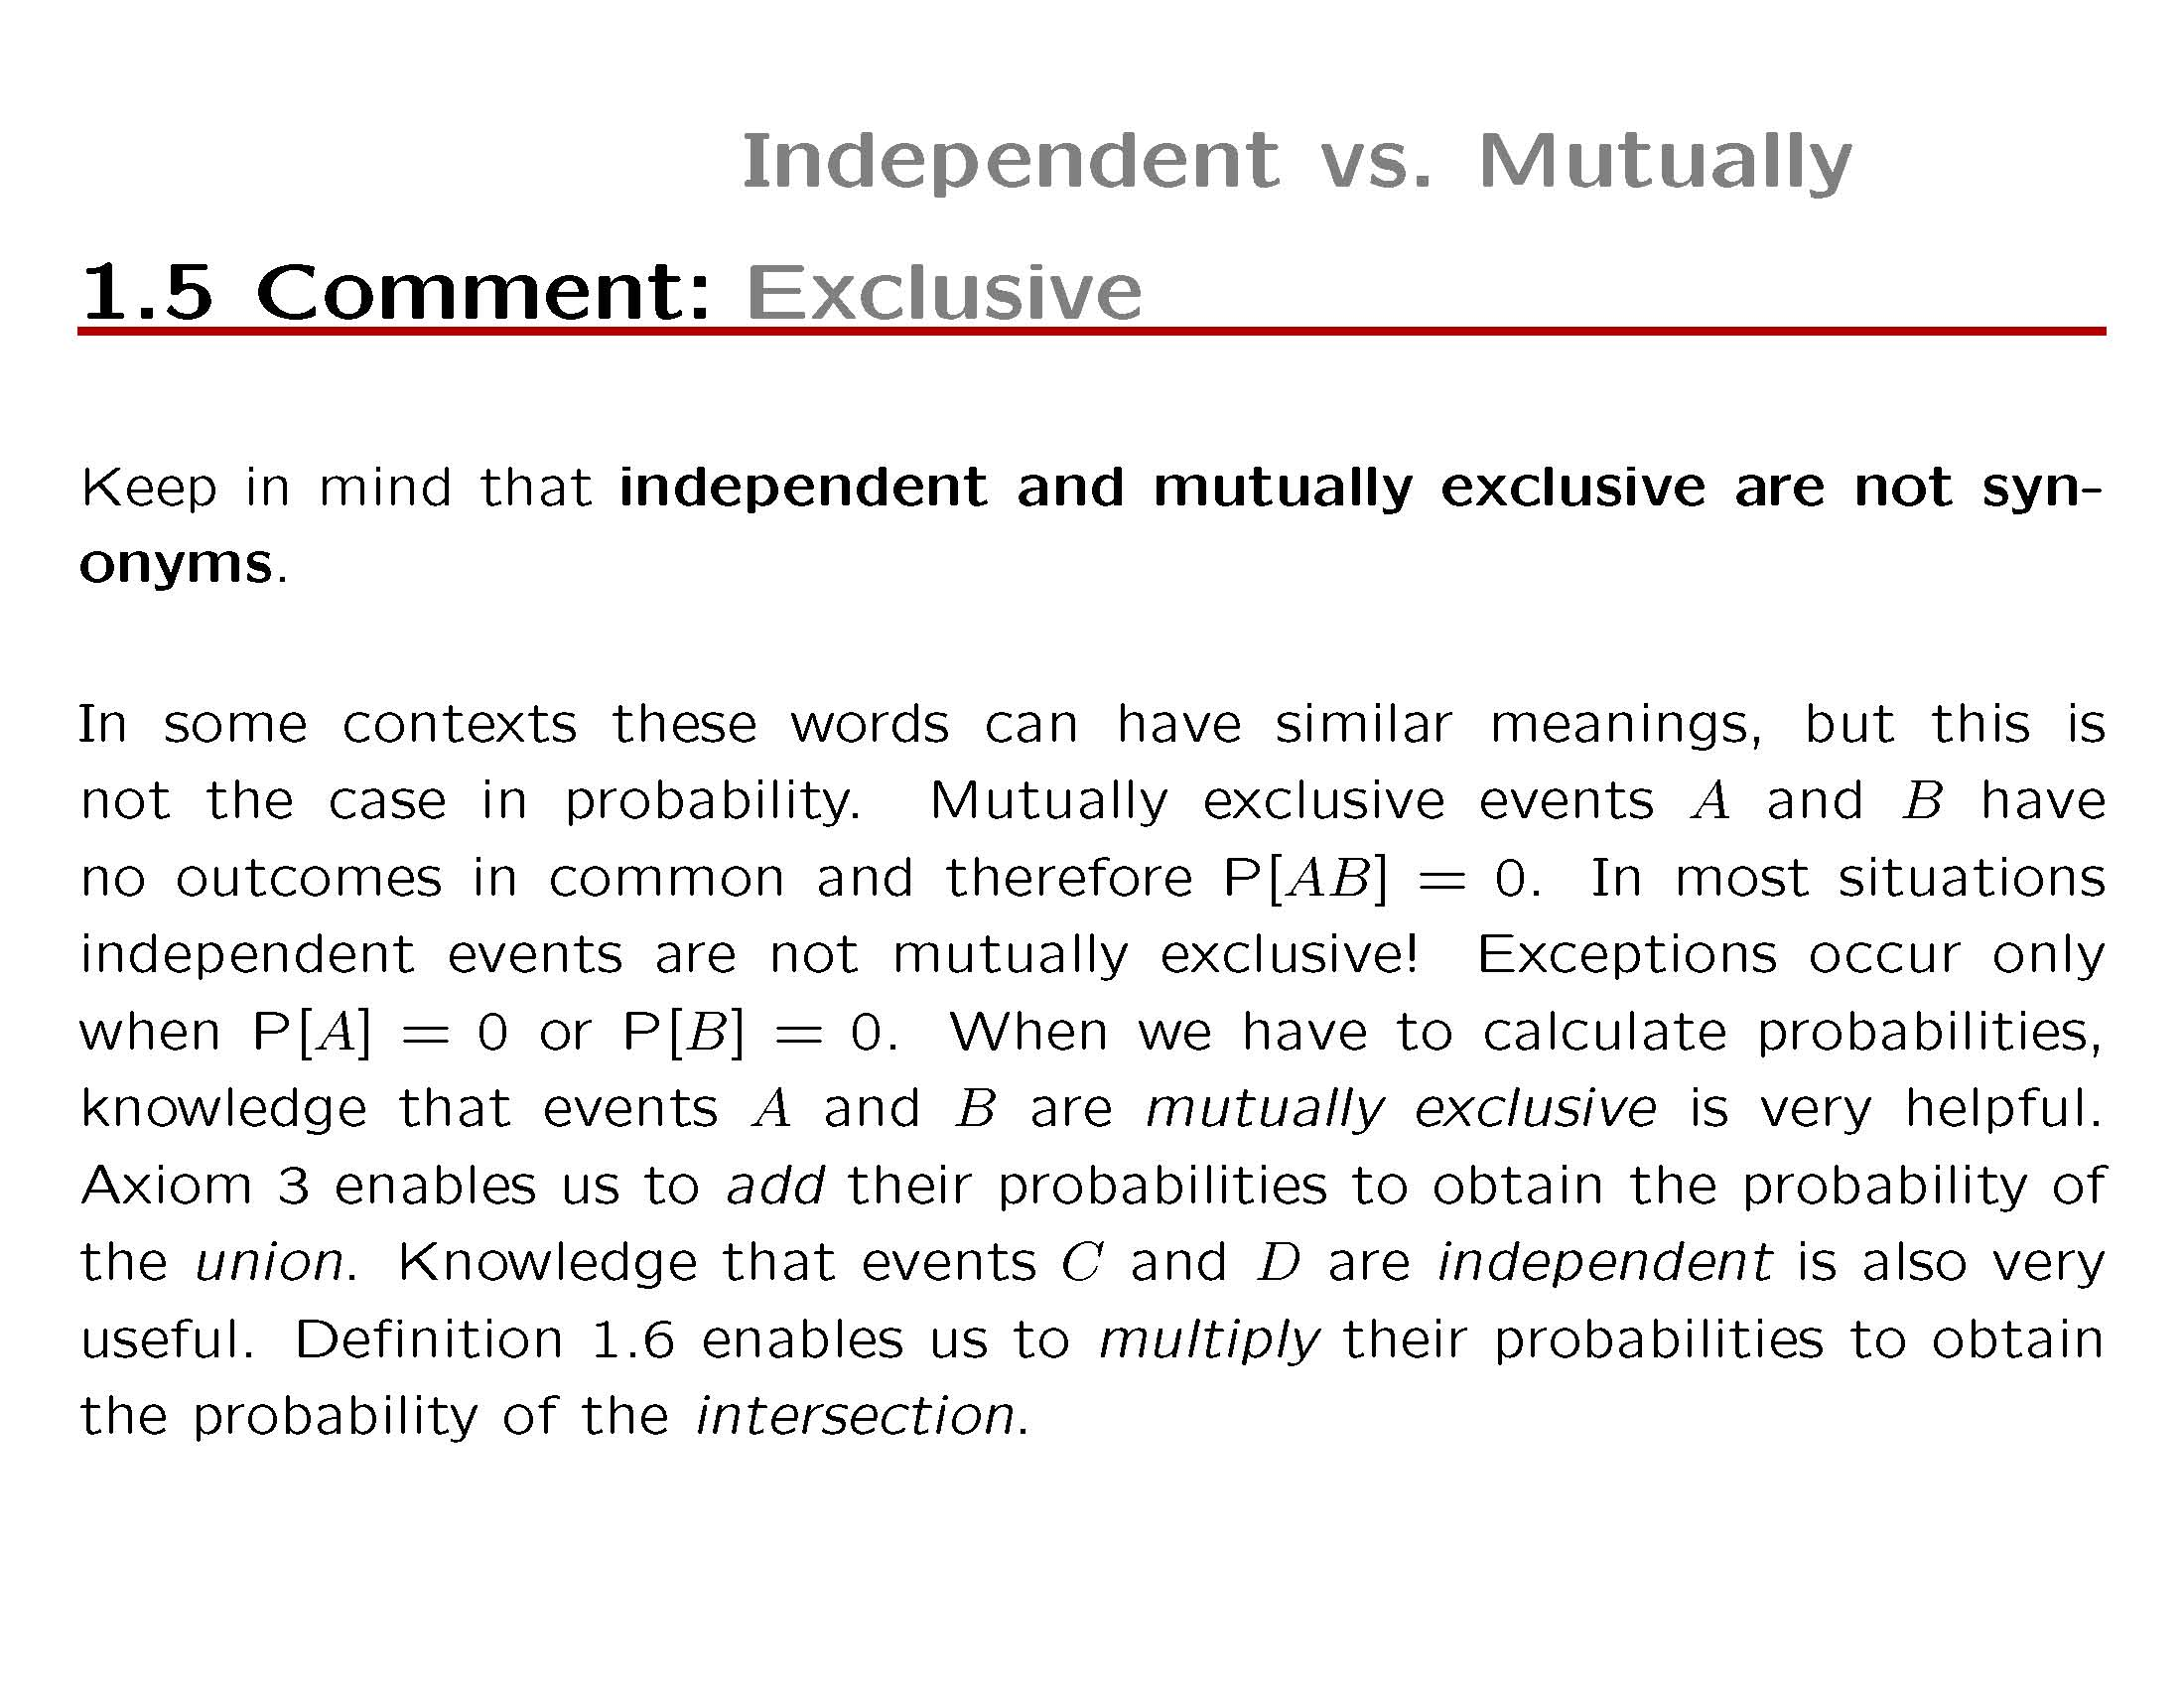 Independent vs. Mutually
1.5 Comment: Exclusive
Keep in mind that independent and mutually exclusive are not syn-
onyms.
In some contexts these words can have similar meanings, but this is
not the case in probability. Mutually exclusive events A and B have
no outcomes in common and therefore P[AB] = 0. In most situations
independent events are not mutually exclusive! Exceptions occur only
when P[A] = 0 or P[B] = 0. When we have to calculate probabilities,
knowledge that events A and B are mutually exclusive is very helpful.
Axiom 3 enables us to add their probabilities to obtain the probability of
the union. Knowledge that events C and D are independent is also very
useful. Definition 1.6 enables us to multiply their probabilities to obtain
the probability of the intersection.